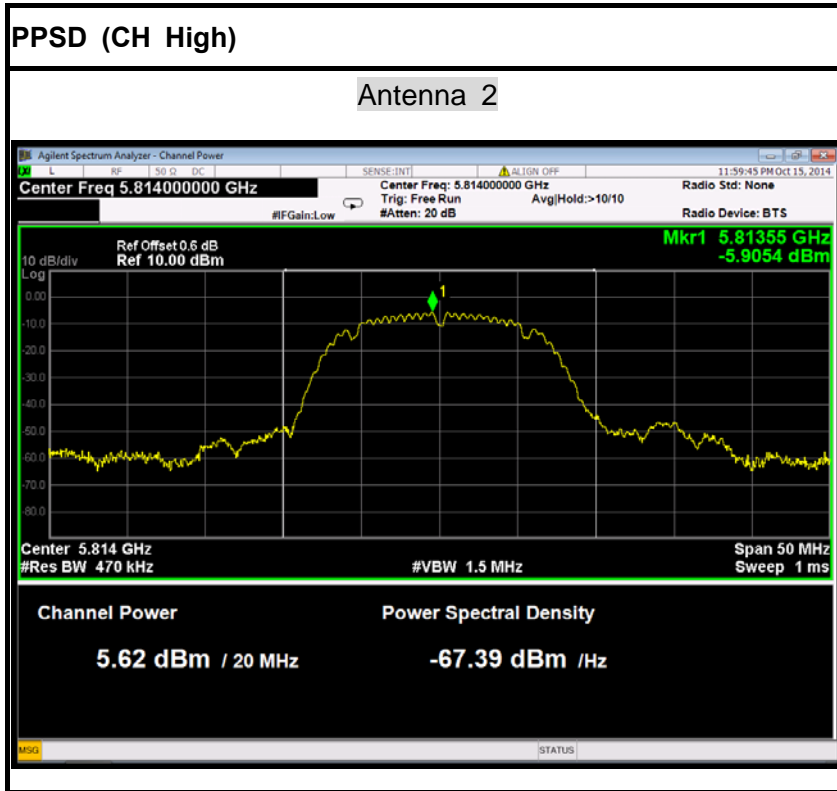 PPSD (CH High)
Antenna 2
Agilent Spectrum Analyzer - Channel Power
L RF 50 Ω DC SENSE:INT ALIGN OFF 11:59:45 PM Oct 15, 2014
Center Freq 5.814000000 GHz Center Freq: 5.814000000 GHz Radio Std: None
Trig: Free Run Avg|Hold:>10/10
#IFGain:Low #Atten: 20 dB Radio Device: BTS
Mkr1 5.81355 GHz
-5.9054 dBm
Ref Offset 0.6 dB
10 dB/div Ref 10.00 dBm
Log
0.00
1
-10.0
-20.0
-30.0
-40.0
-50.0
-60.0
-70.0
-80.0
Center 5.814 GHz Span 50 MHz
#Res BW 470 kHz #VBW 1.5 MHz Sweep 1 ms
Channel Power Power Spectral Density
5.62 dBm / 20 MHz -67.39 dBm /Hz
MSG STATUS